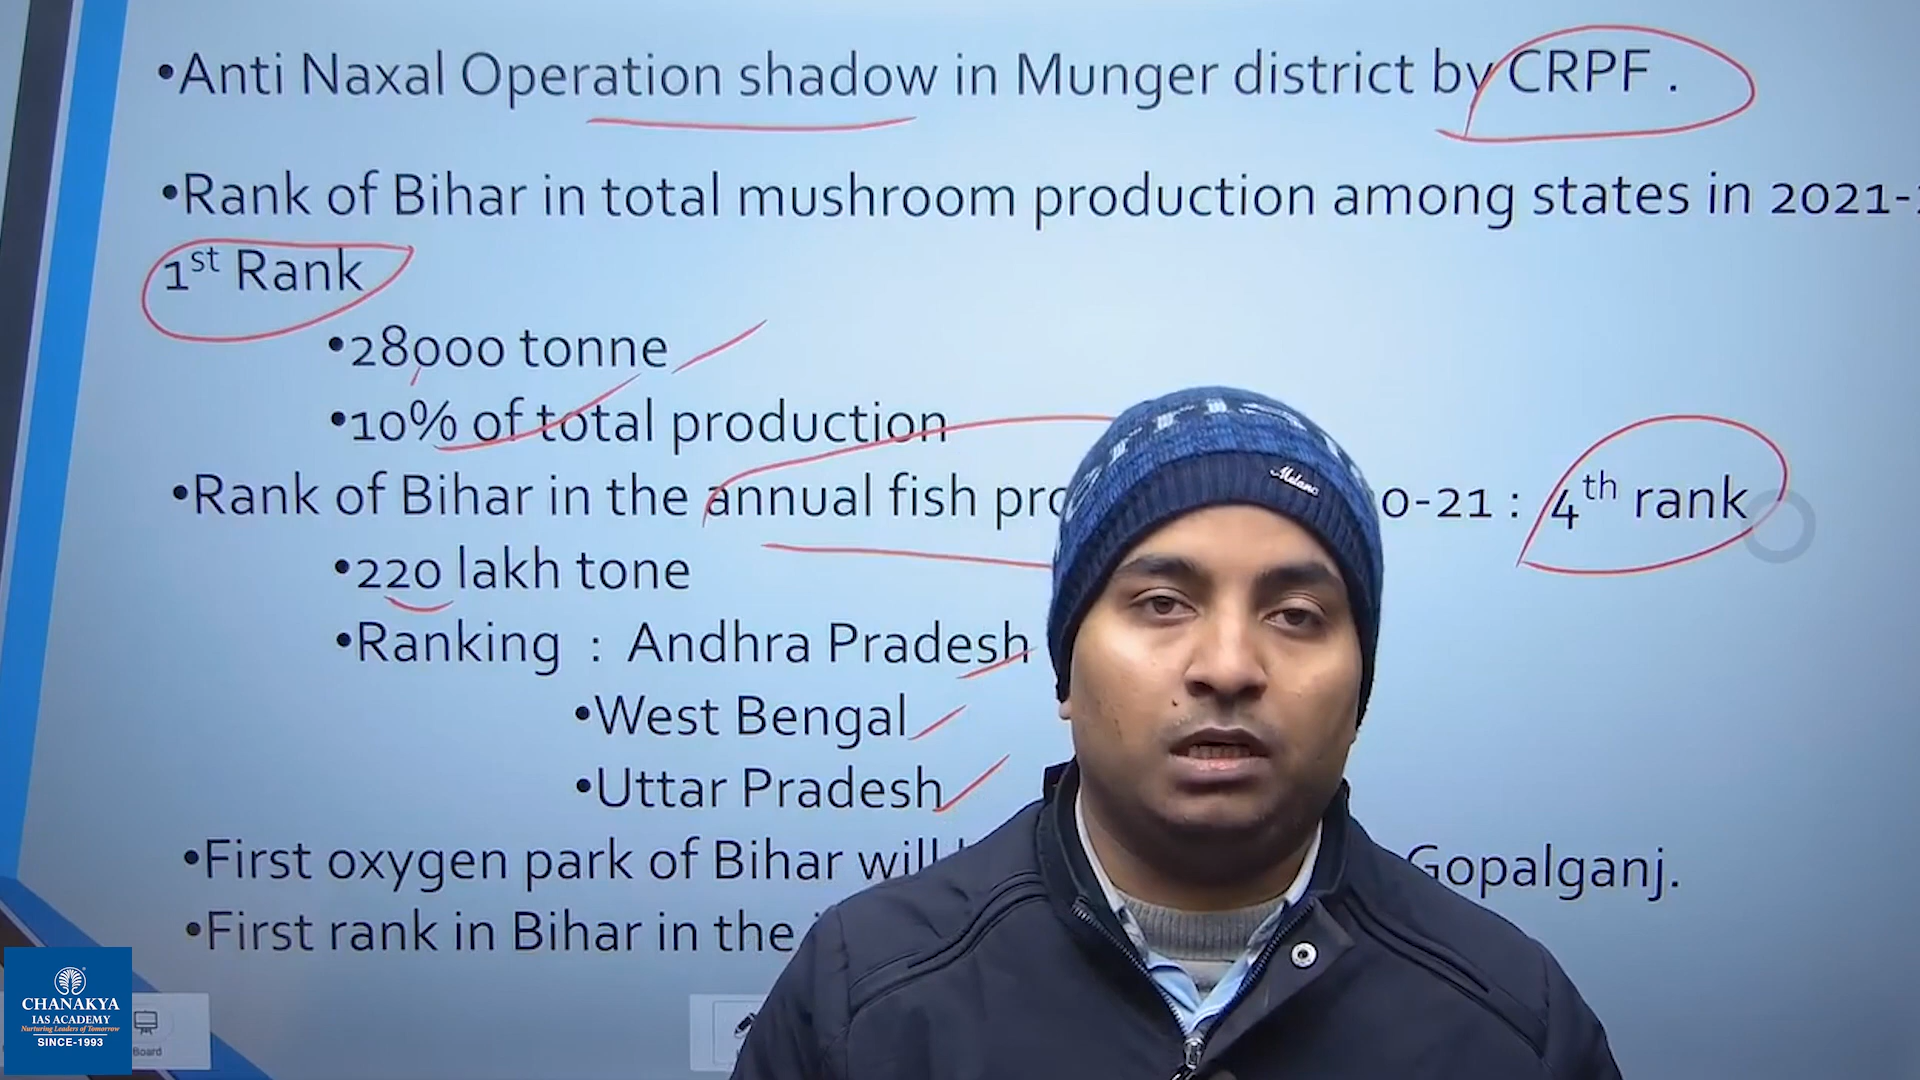 •Anti Naxal Operation shadow in Munger district by CRPF .
•Rank of Bihar in total mushroom production among states in 2021-
1st Rank
•28000 tonne
•10% of total production
•Rank of Bihar in the annual fish pro 0-21 : 4th rank
•220 lakh tone
•Ranking : Andhra Pradesh
•West Bengal
•Uttar Pradesh
•First oxygen park of Bihar will Gopalganj.
•First rank in Bihar in the
Milano
CHANAKYA
IAS ACADEMY
Nurturing Leaders of Tomorrow
SINCE-1993
Board